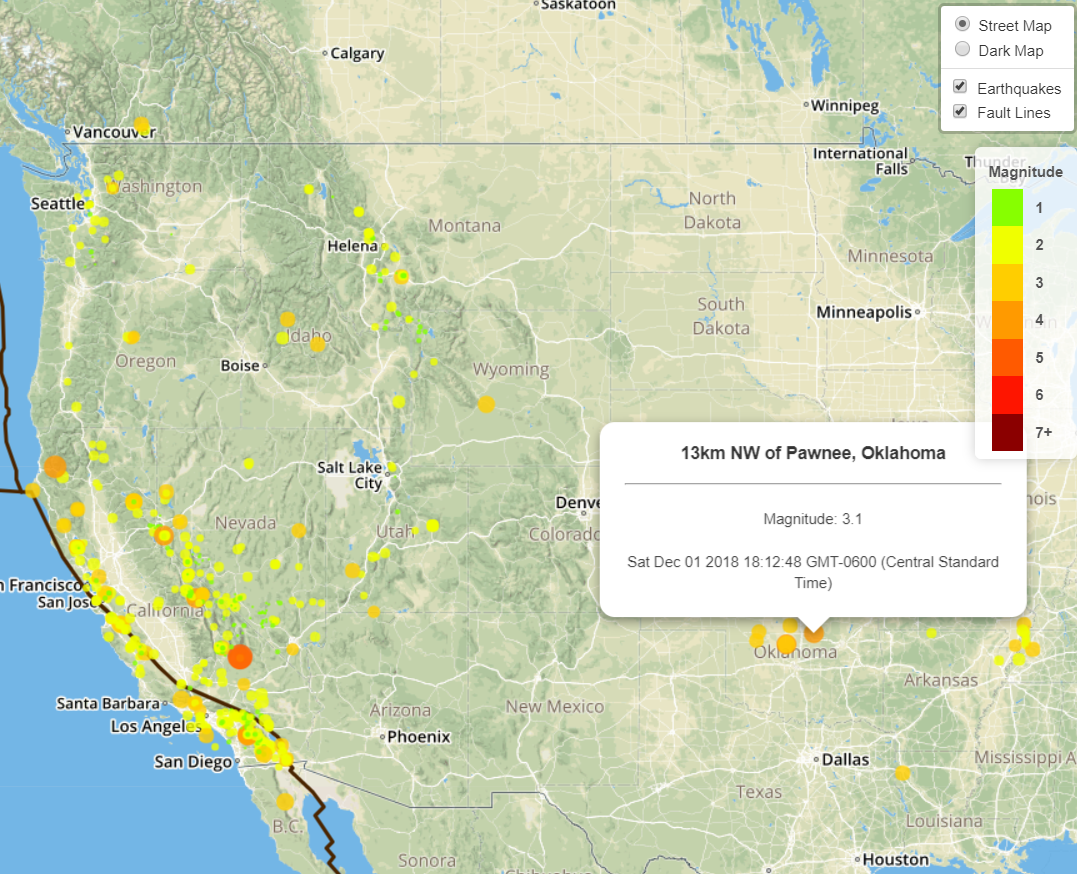 Saskatoon
Calgary
Winnipeg
Vancouver
International
Falls
Thunder
Washington
Seattle
North
Dakota
Montana
Helena
Minnesota
South
Dakota
Minneapolis
Idaho
Oregon
Boise
Wyoming
Salt Lake
City
Denve
Nevada
Utah
Colorado
nois
n Francisco
San Jose
California
Oklahoma
Arkansas
Santa Barbara
Arizona
New Mexico
Los Angeles
Phoenix
San Diego
Dallas
Mississippi A
Texas
B.C.
Louisiana
Sonora
Houston
Street Map
Dark Map
Earthquakes
Fault Lines
Magnitude
1
2
3
4
5
6
7+
13km NW of Pawnee, Oklahoma
Magnitude: 3.1
Sat Dec 01 2018 18:12:48 GMT-0600 (Central Standard
Time)